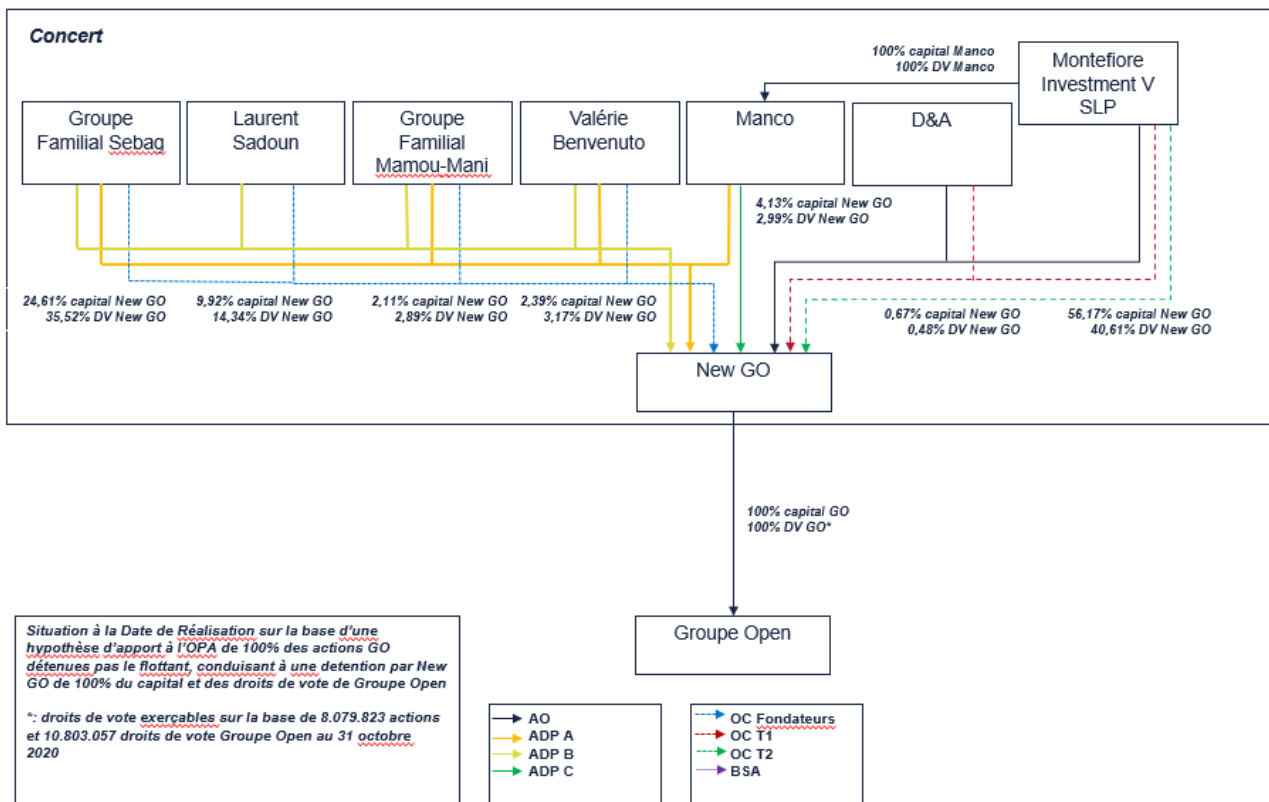 Concert
100% capital Manco
100% DV Manco
Montefiore
Investment V
SLP
Groupe
Familial Sebag
Laurent
Sadoun
Groupe
Familial
Mamou-Mani
Valérie
Benvenuto
Manco
D&A
4,13% capital New GO
2,99% DV New GO
24,61% capital New GO
35,52% DV New GO
9,92% capital New GO
14,34% DV New GO
2,11% capital New GO
2,89% DV New GO
2,39% capital New GO
3,17% DV New GO
0,67% capital New GO
0,48% DV New GO
56,17% capital New GO
40,61% DV New GO
New GO
100% capital GO
100% DV GO*
Groupe Open
Situation à la Date de Réalisation sur la base d'une
hypothèse d'apport à l'OPA de 100% des actions GO
détenues pas le flottant, conduisant à une detention par New
GO de 100% du capital et des droits de vote de Groupe Open
*: droits de vote exerçables sur la base de 8.079.823 actions
et 10.803.057 droits de vote Groupe Open au 31 octobre
2020
AO
ADP A
ADP B
ADP C
OC Fondateurs
OC T1
OC T2
BSA